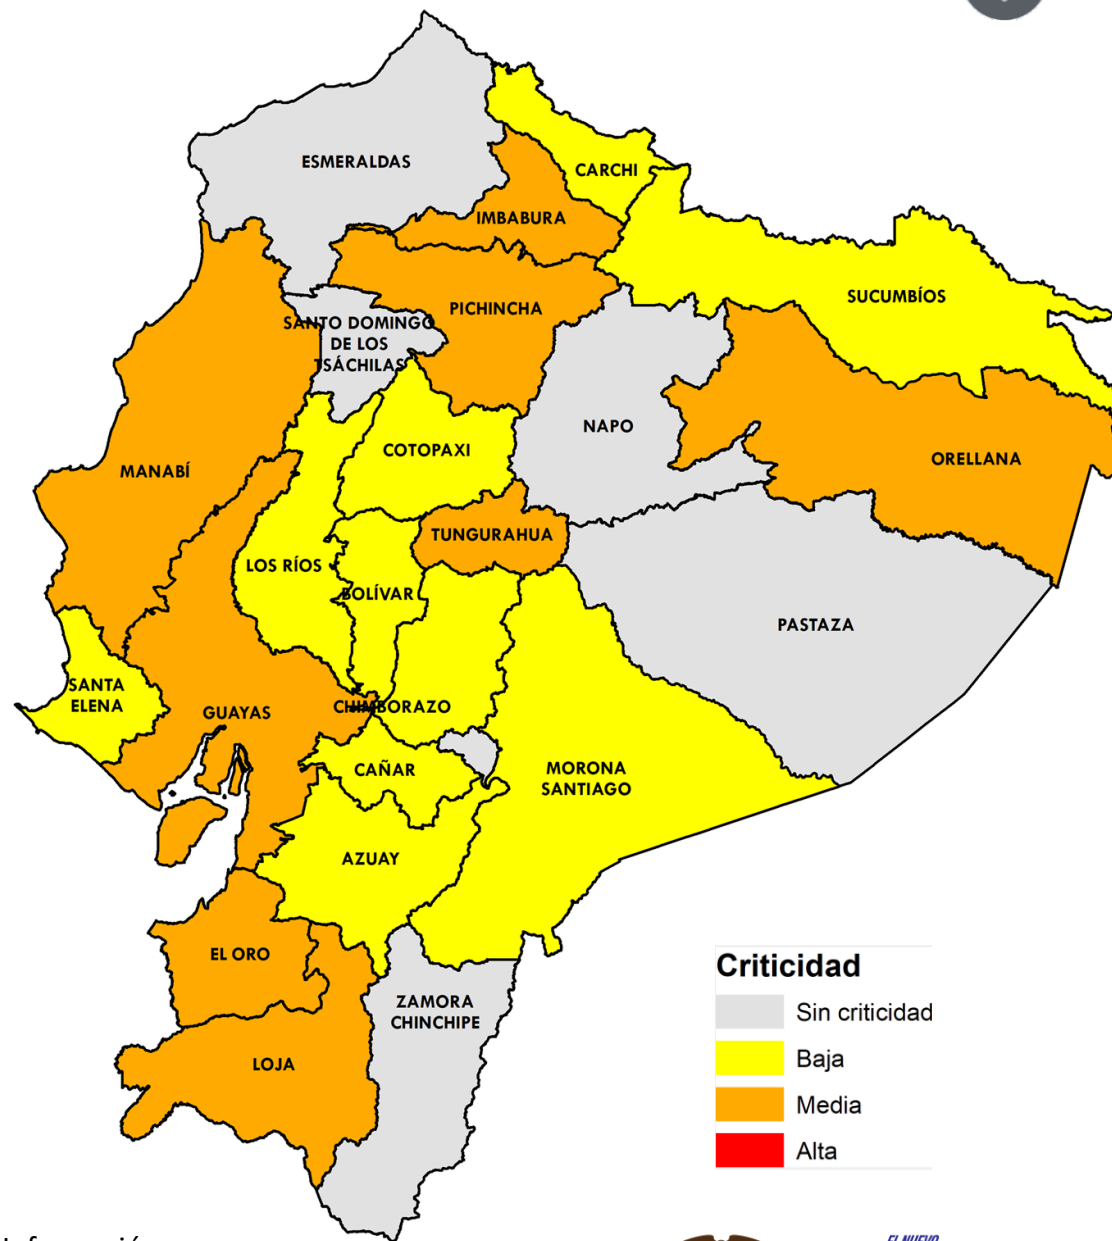 ESMERALDAS
CARCHI
IMBABURA
SUCUMBÍOS
PICHINCHA
SANTO DOMINGO
DE LOS
TSÁCHILAS
NAPO
COTOPAXI
ORELLANA
MANABÍ
TUNGURAHUA
LOS RÍOS
BOLÍVAR
PASTAZA
SANTA
ELENA
GUAYAS
CHIMBORAZO
CAÑAR
MORONA
SANTIAGO
AZUAY
EL ORO
ZAMORA
CHINCHIPE
LOJA
Criticidad
Sin criticidad
Baja
Media
Alta
EL NUEVO